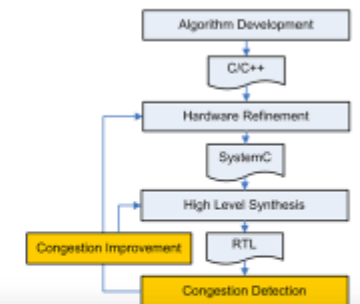 Algorithm Development
C/C++
Hardware Refinement
SystemC
High Level Synthesis
Congestion Improvement
RTL
Congestion Detection